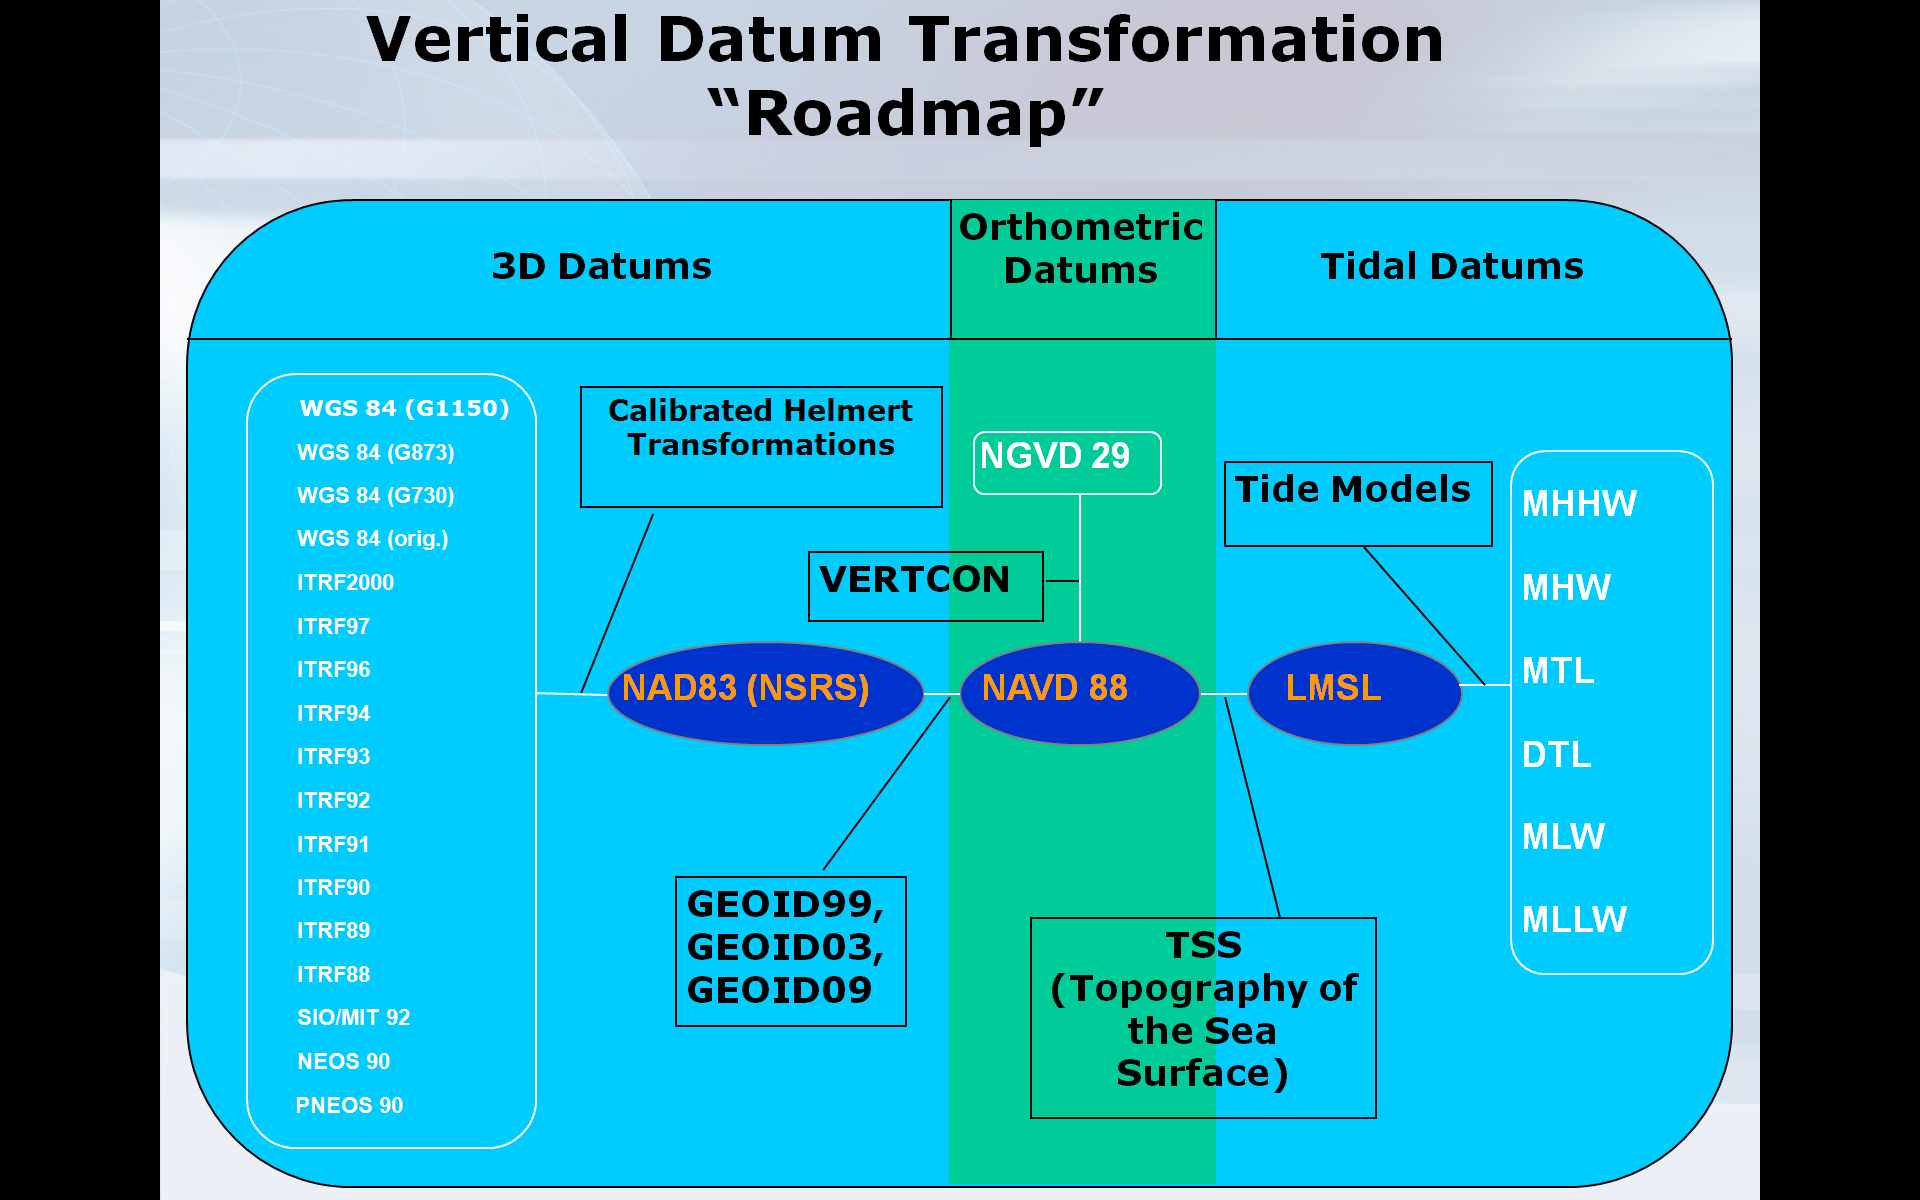 Vertical Datum Transformation
“Roadmap”
3D Datums
Orthometric
Datums
Tidal Datums
WGS 84 (G1150)
WGS 84 (G873)
WGS 84 (G730)
WGS 84 (orig.)
ITRF2000
ITRF97
ITRF96
ITRF94
ITRF93
ITRF92
ITRF91
ITRF90
ITRF89
ITRF88
SIO/MIT 92
NEOS 90
PNEOS 90
Calibrated Helmert
Transformations
NAD83 (NSRS)
GEOID99,
GEOID03,
GEOID09
NGVD 29
VERTCON
NAVD 88
TSS
(Topography of
the Sea
Surface)
Tide Models
LMSL
MHHW
MHW
MTL
DTL
MLW
MLLW